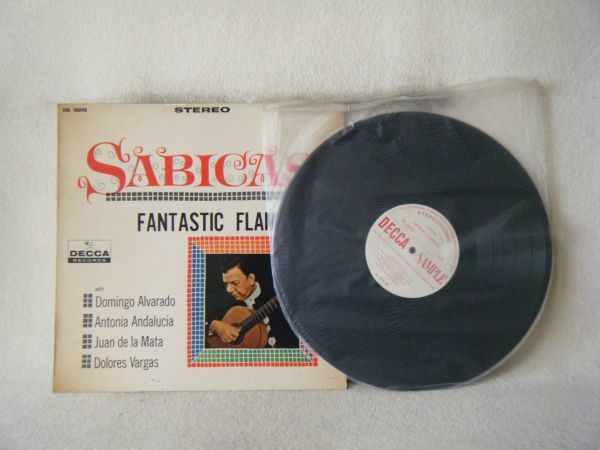 SDL 10095
STEREO
SABICAS
FANTASTIC FLAM
DECCA
RECORDS
with
Domingo Alvarado
Antonia Andalucia
Juan de la Mata
Dolores Vargas
DECCA
SAMPLE